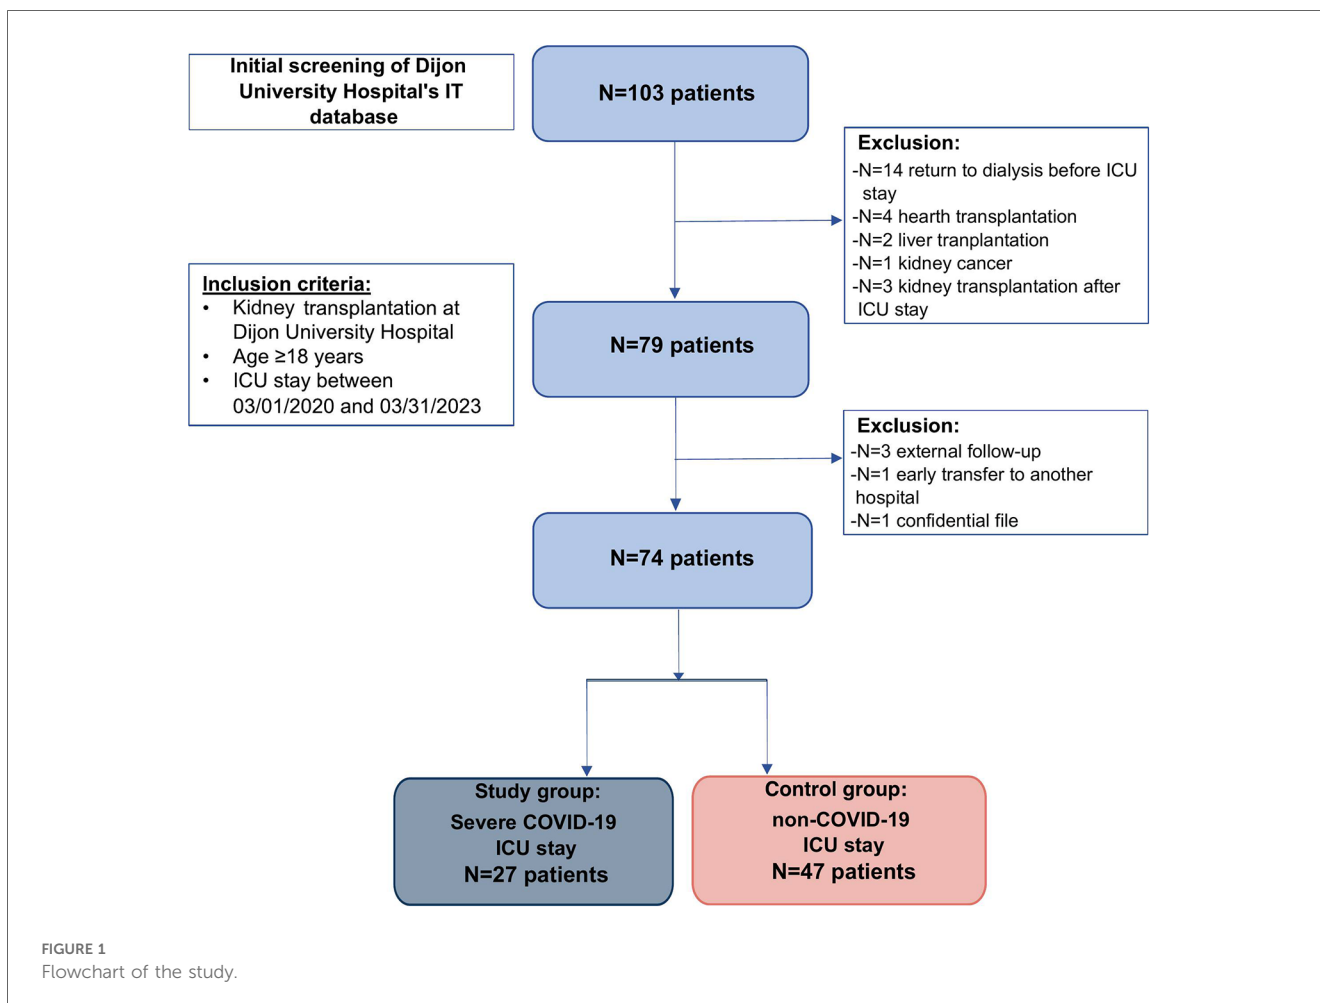 Initial screening of Dijon
University Hospital's IT
database
N=103 patients
Exclusion:
-N=14 return to dialysis before ICU
stay
-N=4 hearth transplantation
-N=2 liver tranplantation
-N=1 kidney cancer
-N=3 kidney transplantation after
ICU stay
Inclusion criteria:
• Kidney transplantation at
Dijon University Hospital
• Age ≥18 years
• ICU stay between
03/01/2020 and 03/31/2023
N=79 patients
Exclusion:
-N=3 external follow-up
-N=1 early transfer to another
hospital
-N=1 confidential file
N=74 patients
Study group:
Severe COVID-19
ICU stay
N=27 patients
Control group:
non-COVID-19
ICU stay
N=47 patients
FIGURE 1
Flowchart of the study.